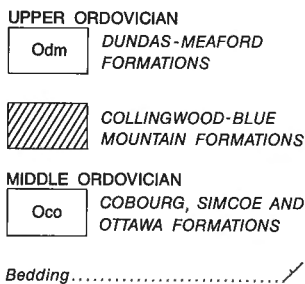 UPPER ORDOVICIAN
Odm
DUNDAS-MEAFORD
FORMATIONS
COLLINGWOOD-BLUE
MOUNTAIN FORMATIONS
MIDDLE ORDOVICIAN
Oco
COBOURG, SIMCOE AND
OTTAWA FORMATIONS
Bedding..............................